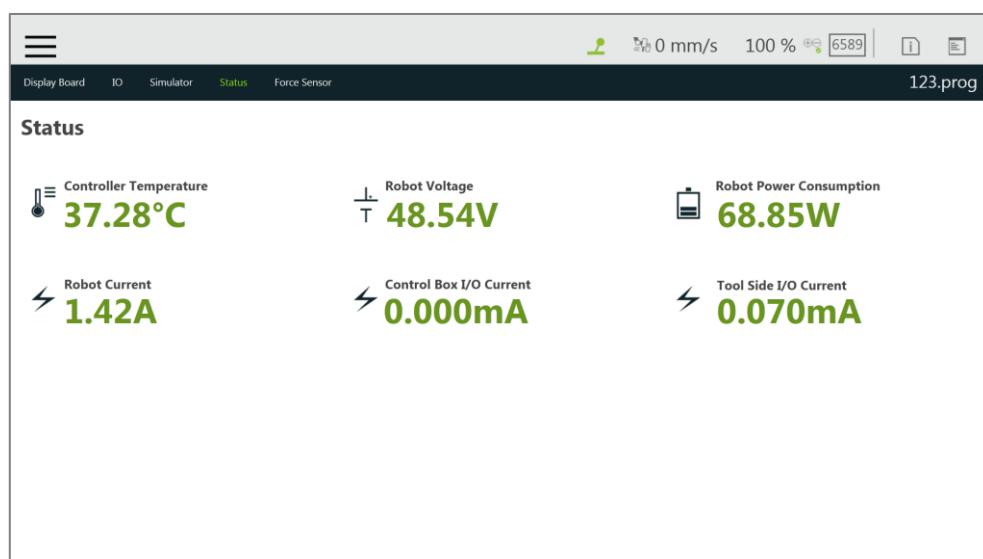 0 mm/s 100 % 6589
Display Board IO Simulator Status Force Sensor 123.prog
Status
Controller Temperature
37.28°C
Robot Voltage
48.54V
Robot Power Consumption
68.85W
Robot Current
1.42A
Control Box I/O Current
0.000mA
Tool Side I/O Current
0.070mA